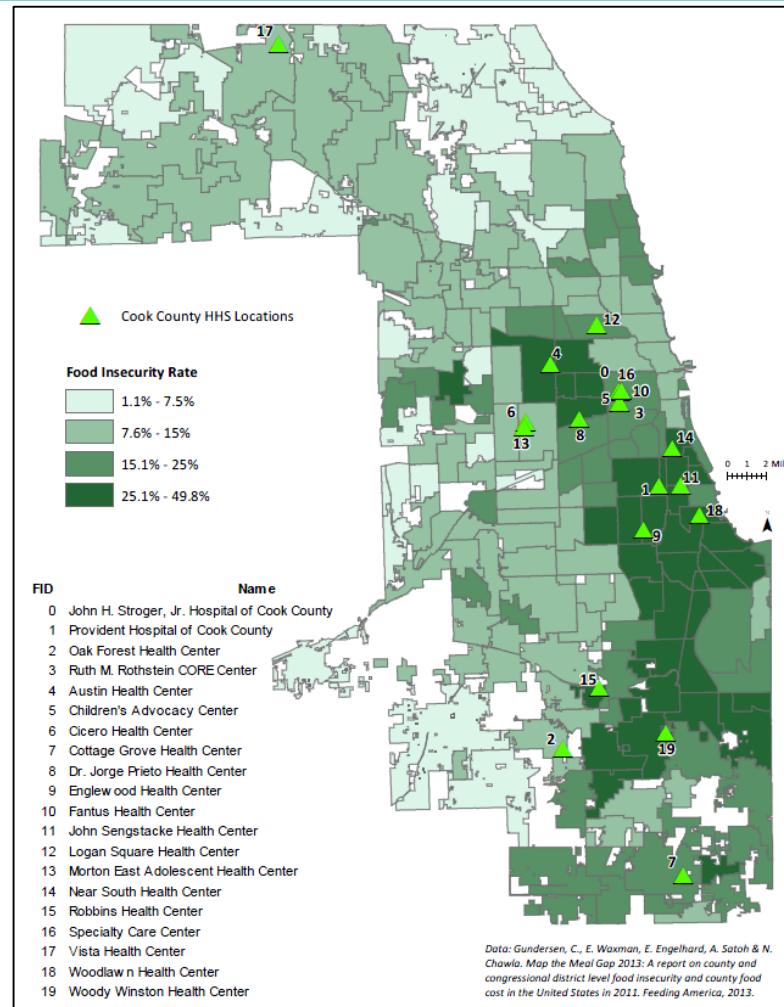 17
12
4
0 16
10
5
3
6
8
13
14
0 1 2 Mil
11
1
18
N
9
15
2
19
7
Cook County HHS Locations
Food Insecurity Rate
1.1% - 7.5%
7.6% - 15%
15.1% - 25%
25.1% - 49.8%
FID Name
0 John H. Stroger, Jr. Hospital of Cook County
1 Provident Hospital of Cook County
2 Oak Forest Health Center
3 Ruth M. Rothstein CORE Center
4 Austin Health Center
5 Children's Advocacy Center
6 Cicero Health Center
7 Cottage Grove Health Center
8 Dr. Jorge Prieto Health Center
9 Englewood Health Center
10 Fantus Health Center
11 John Sengstacke Health Center
12 Logan Square Health Center
13 Morton East Adolescent Health Center
14 Near South Health Center
15 Robbins Health Center
16 Specialty Care Center
17 Vista Health Center
18 Woodlawn Health Center
19 Woody Winston Health Center
Data: Gundersen, C., E. Waxman, E. Engelhard, A. Satoh & N.
Chawla. Map the Meal Gap 2013: A report on county and
congressional district level food insecurity and county food
cost in the United States in 2011. Feeding America, 2013.